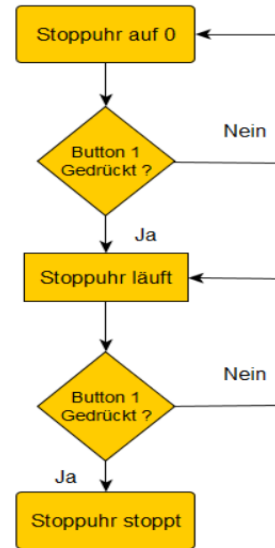 Stoppuhr auf 0
Button 1
Gedrückt ?
Nein
Ja
Stoppuhr läuft
Button 1
Gedrückt ?
Nein
Ja
Stoppuhr stoppt